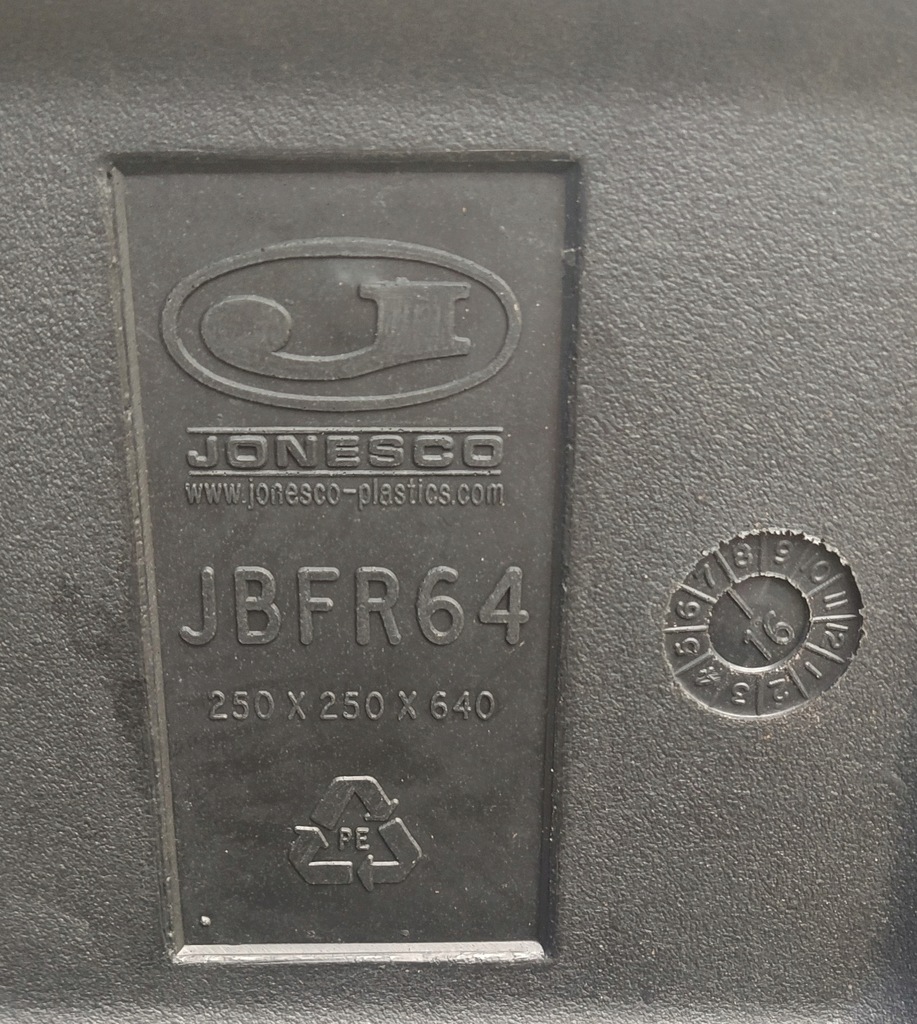 J
JONESCO
www.jonesco-plastics.com
JBFR64
250 X 250 X 640
PE
1 2 3 4 5 6 7 8 9 10 11 12
16